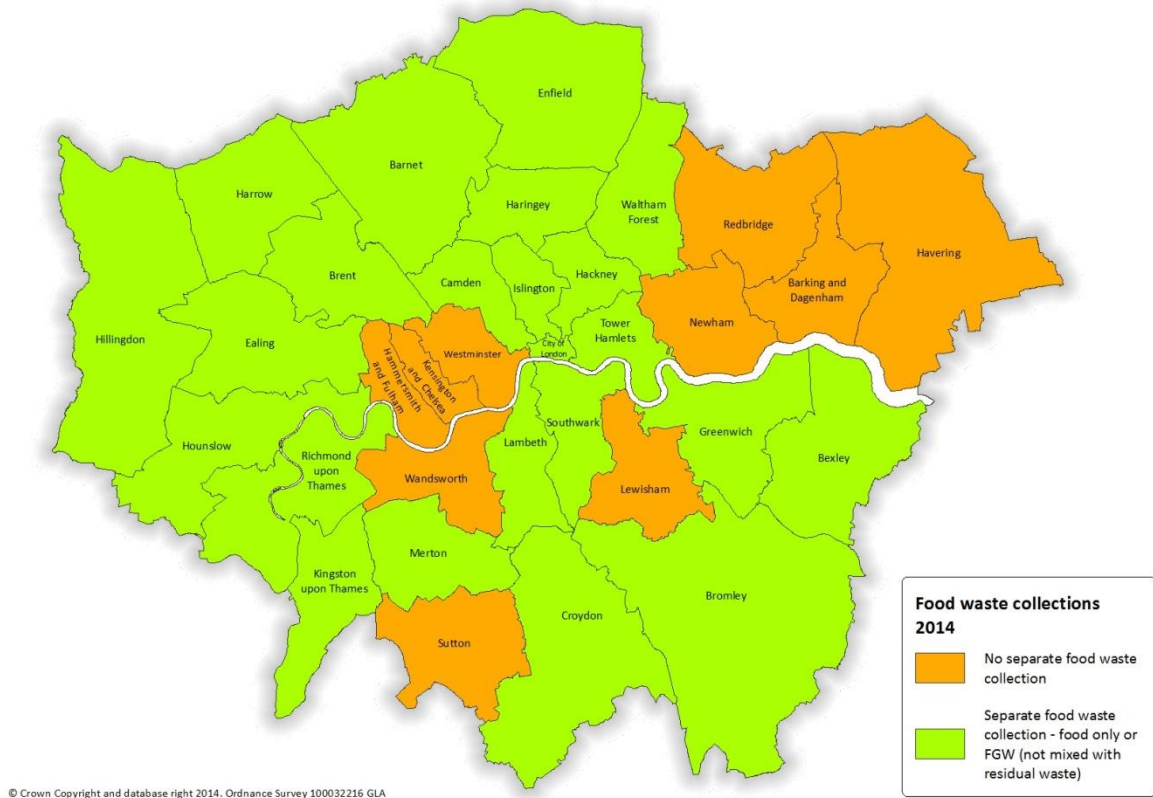 Enfield
Barnet
Harrow
Haringey
Waltham
Forest
Redbridge
Havering
Brent
Camden
Islington
Hackney
Barking and
Dagenham
Hillingdon
Ealing
Westminster
City of
London
Tower
Hamlets
Newham
Kensington
and Chelsea
Hammersmith
and Fulham
Hounslow
Richmond
upon
Thames
Wandsworth
Lambeth
Southwark
Lewisham
Greenwich
Bexley
Merton
Kingston
upon Thames
Sutton
Croydon
Bromley
Food waste collections
2014
No separate food waste
collection
Separate food waste
collection - food only or
FGW (not mixed with
residual waste)
© Crown Copyright and database right 2014. Ordnance Survey 100032216 GLA